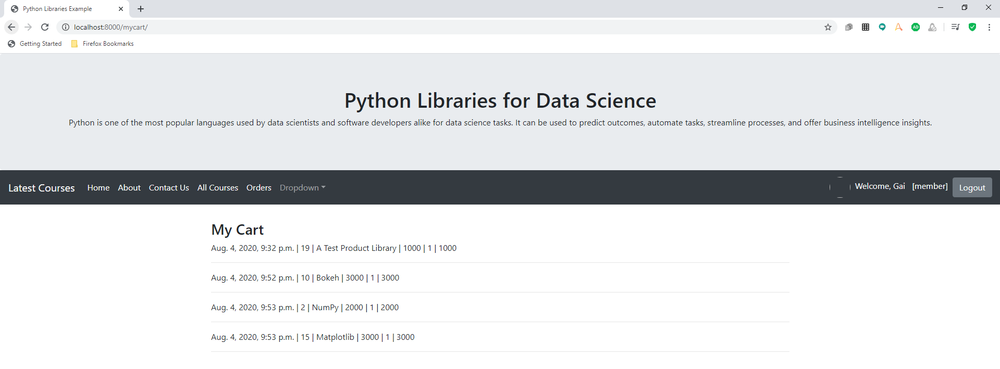 Python Libraries Example
localhost:8000/mycart/
AD
Getting Started Firefox Bookmarks
Python Libraries for Data Science
Python is one of the most popular languages used by data scientists and software developers alike for data science tasks. It can be used to predict outcomes, automate tasks, streamline processes, and offer business intelligence insights.
Latest Courses Home About Contact Us All Courses Orders Dropdown Welcome, Gai [member] Logout
My Cart
Aug. 4, 2020, 9:32 p.m. | 19 | A Test Product Library | 1000 | 1 | 1000
Aug. 4, 2020, 9:52 p.m. | 10 | Bokeh | 3000 | 1 | 3000
Aug. 4, 2020, 9:53 p.m. | 2 | NumPy | 2000 | 1 | 2000
Aug. 4, 2020, 9:53 p.m. | 15 | Matplotlib | 3000 | 1 | 3000